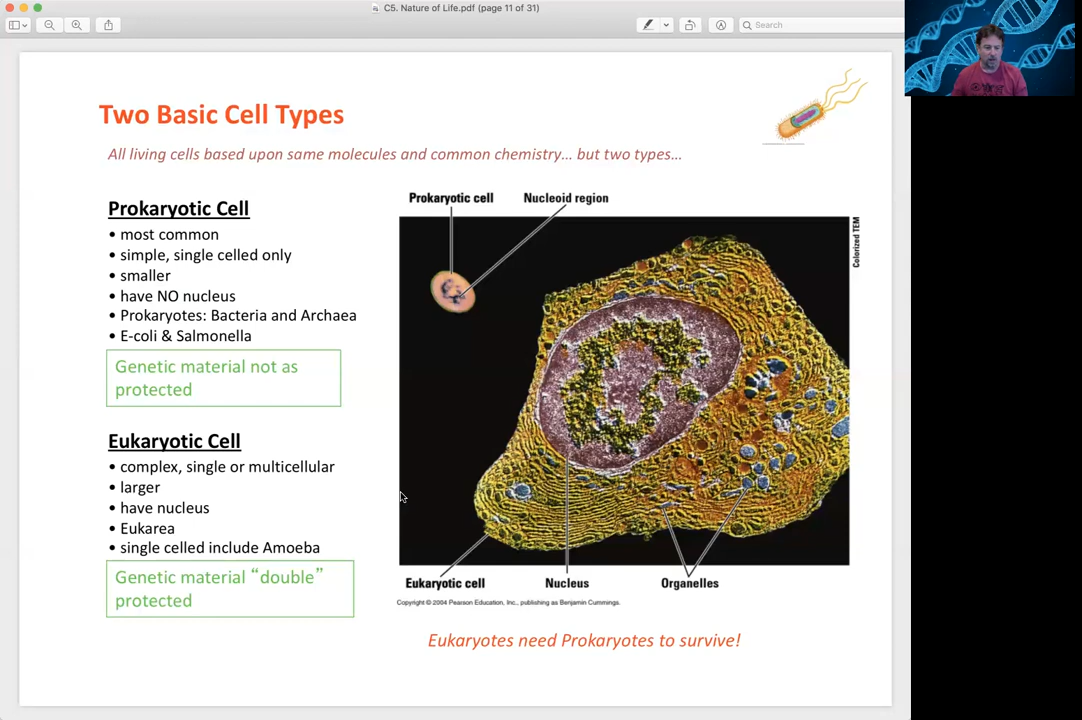 C5. Nature of Life.pdf (page 11 of 31)
Search
Two Basic Cell Types
All living cells based upon same molecules and common chemistry… but two types…
Prokaryotic Cell
• most common
• simple, single celled only
• smaller
• have NO nucleus
• Prokaryotes: Bacteria and Archaea
• E-coli & Salmonella
Genetic material not as
protected
Eukaryotic Cell
• complex, single or multicellular
• larger
• have nucleus
• Eukarea
• single celled include Amoeba
Genetic material “double”
protected
Prokaryotic cell
Nucleoid region
Colorized TEM
Eukaryotic cell
Nucleus
Organelles
Copyright © 2004 Pearson Education, Inc., publishing as Benjamin Cummings.
Eukaryotes need Prokaryotes to survive!